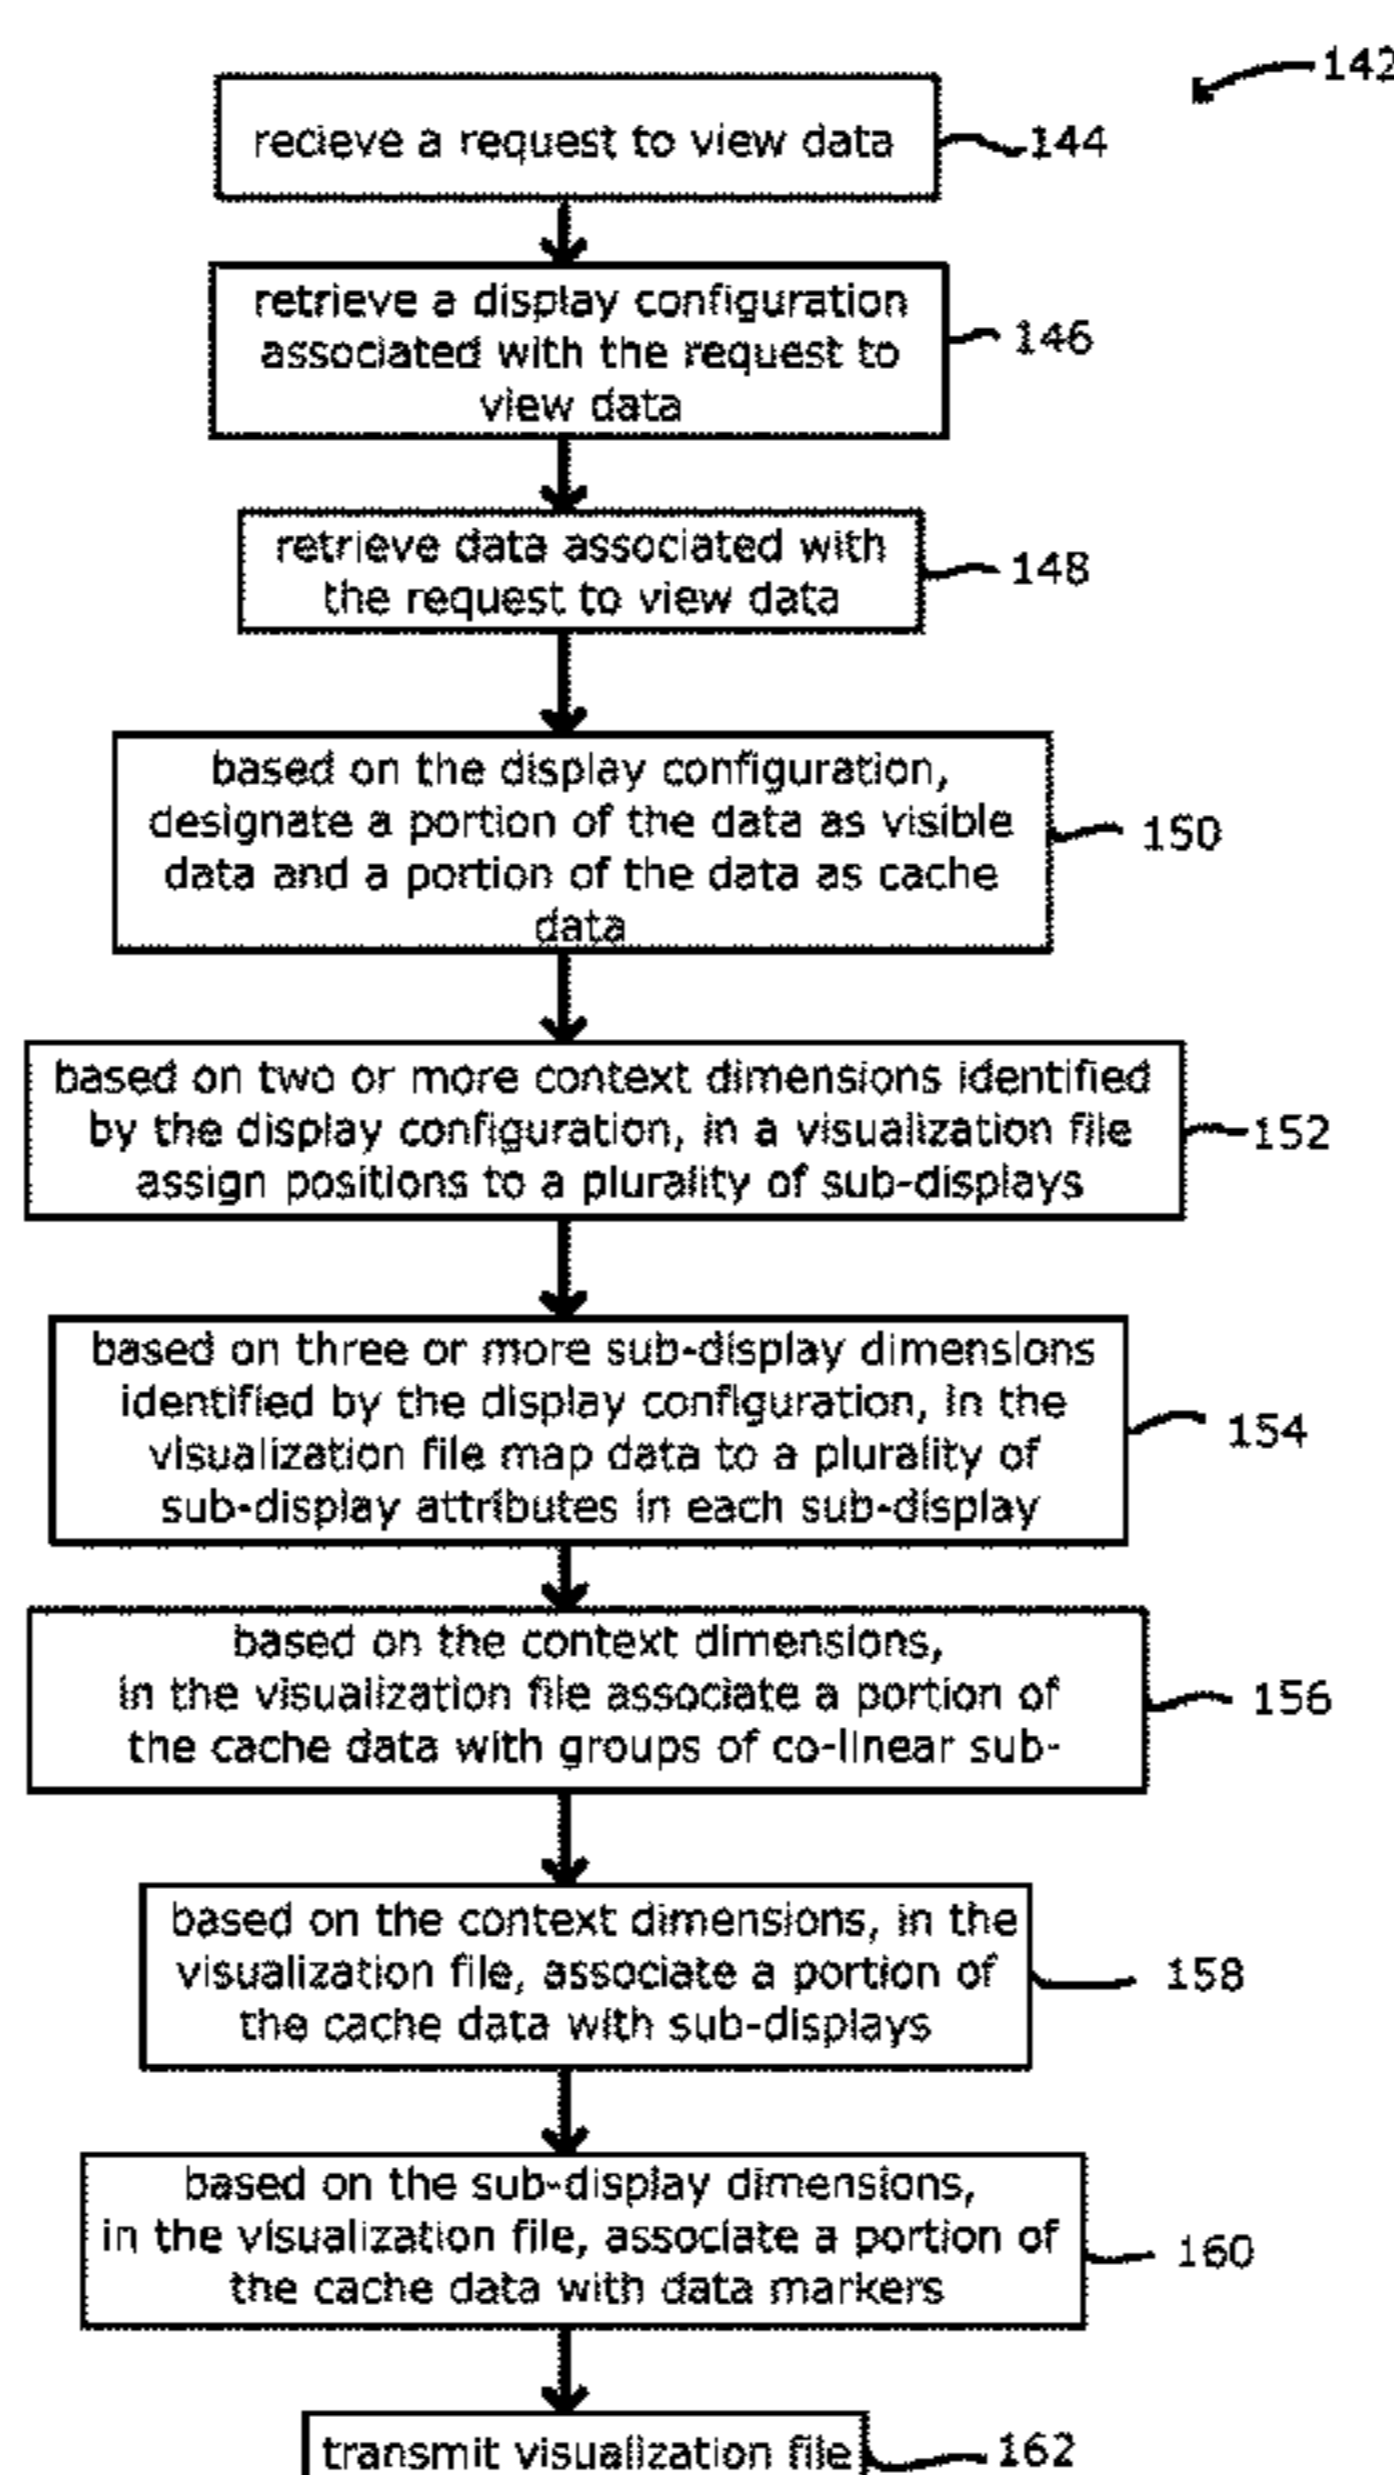 142
recieve a request to view data
144
retrieve a display configuration
associated with the request to
view data
146
retrieve data associated with
the request to view data
148
based on the display configuration,
designate a portion of the data as visible
data and a portion of the data as cache
data
150
based on two or more context dimensions identified
by the display configuration, in a visualization file
assign positions to a plurality of sub-displays
152
based on three or more sub-display dimensions
identified by the display configuration, in the
visualization file map data to a plurality of
sub-display attributes in each sub-display
154
based on the context dimensions,
in the visualization file associate a portion of
the cache data with groups of co-linear sub-
156
based on the context dimensions, in the
visualization file, associate a portion of
the cache data with sub-displays
158
based on the sub-display dimensions,
in the visualization file, associate a portion of
the cache data with data markers
160
transmit visualization file
162